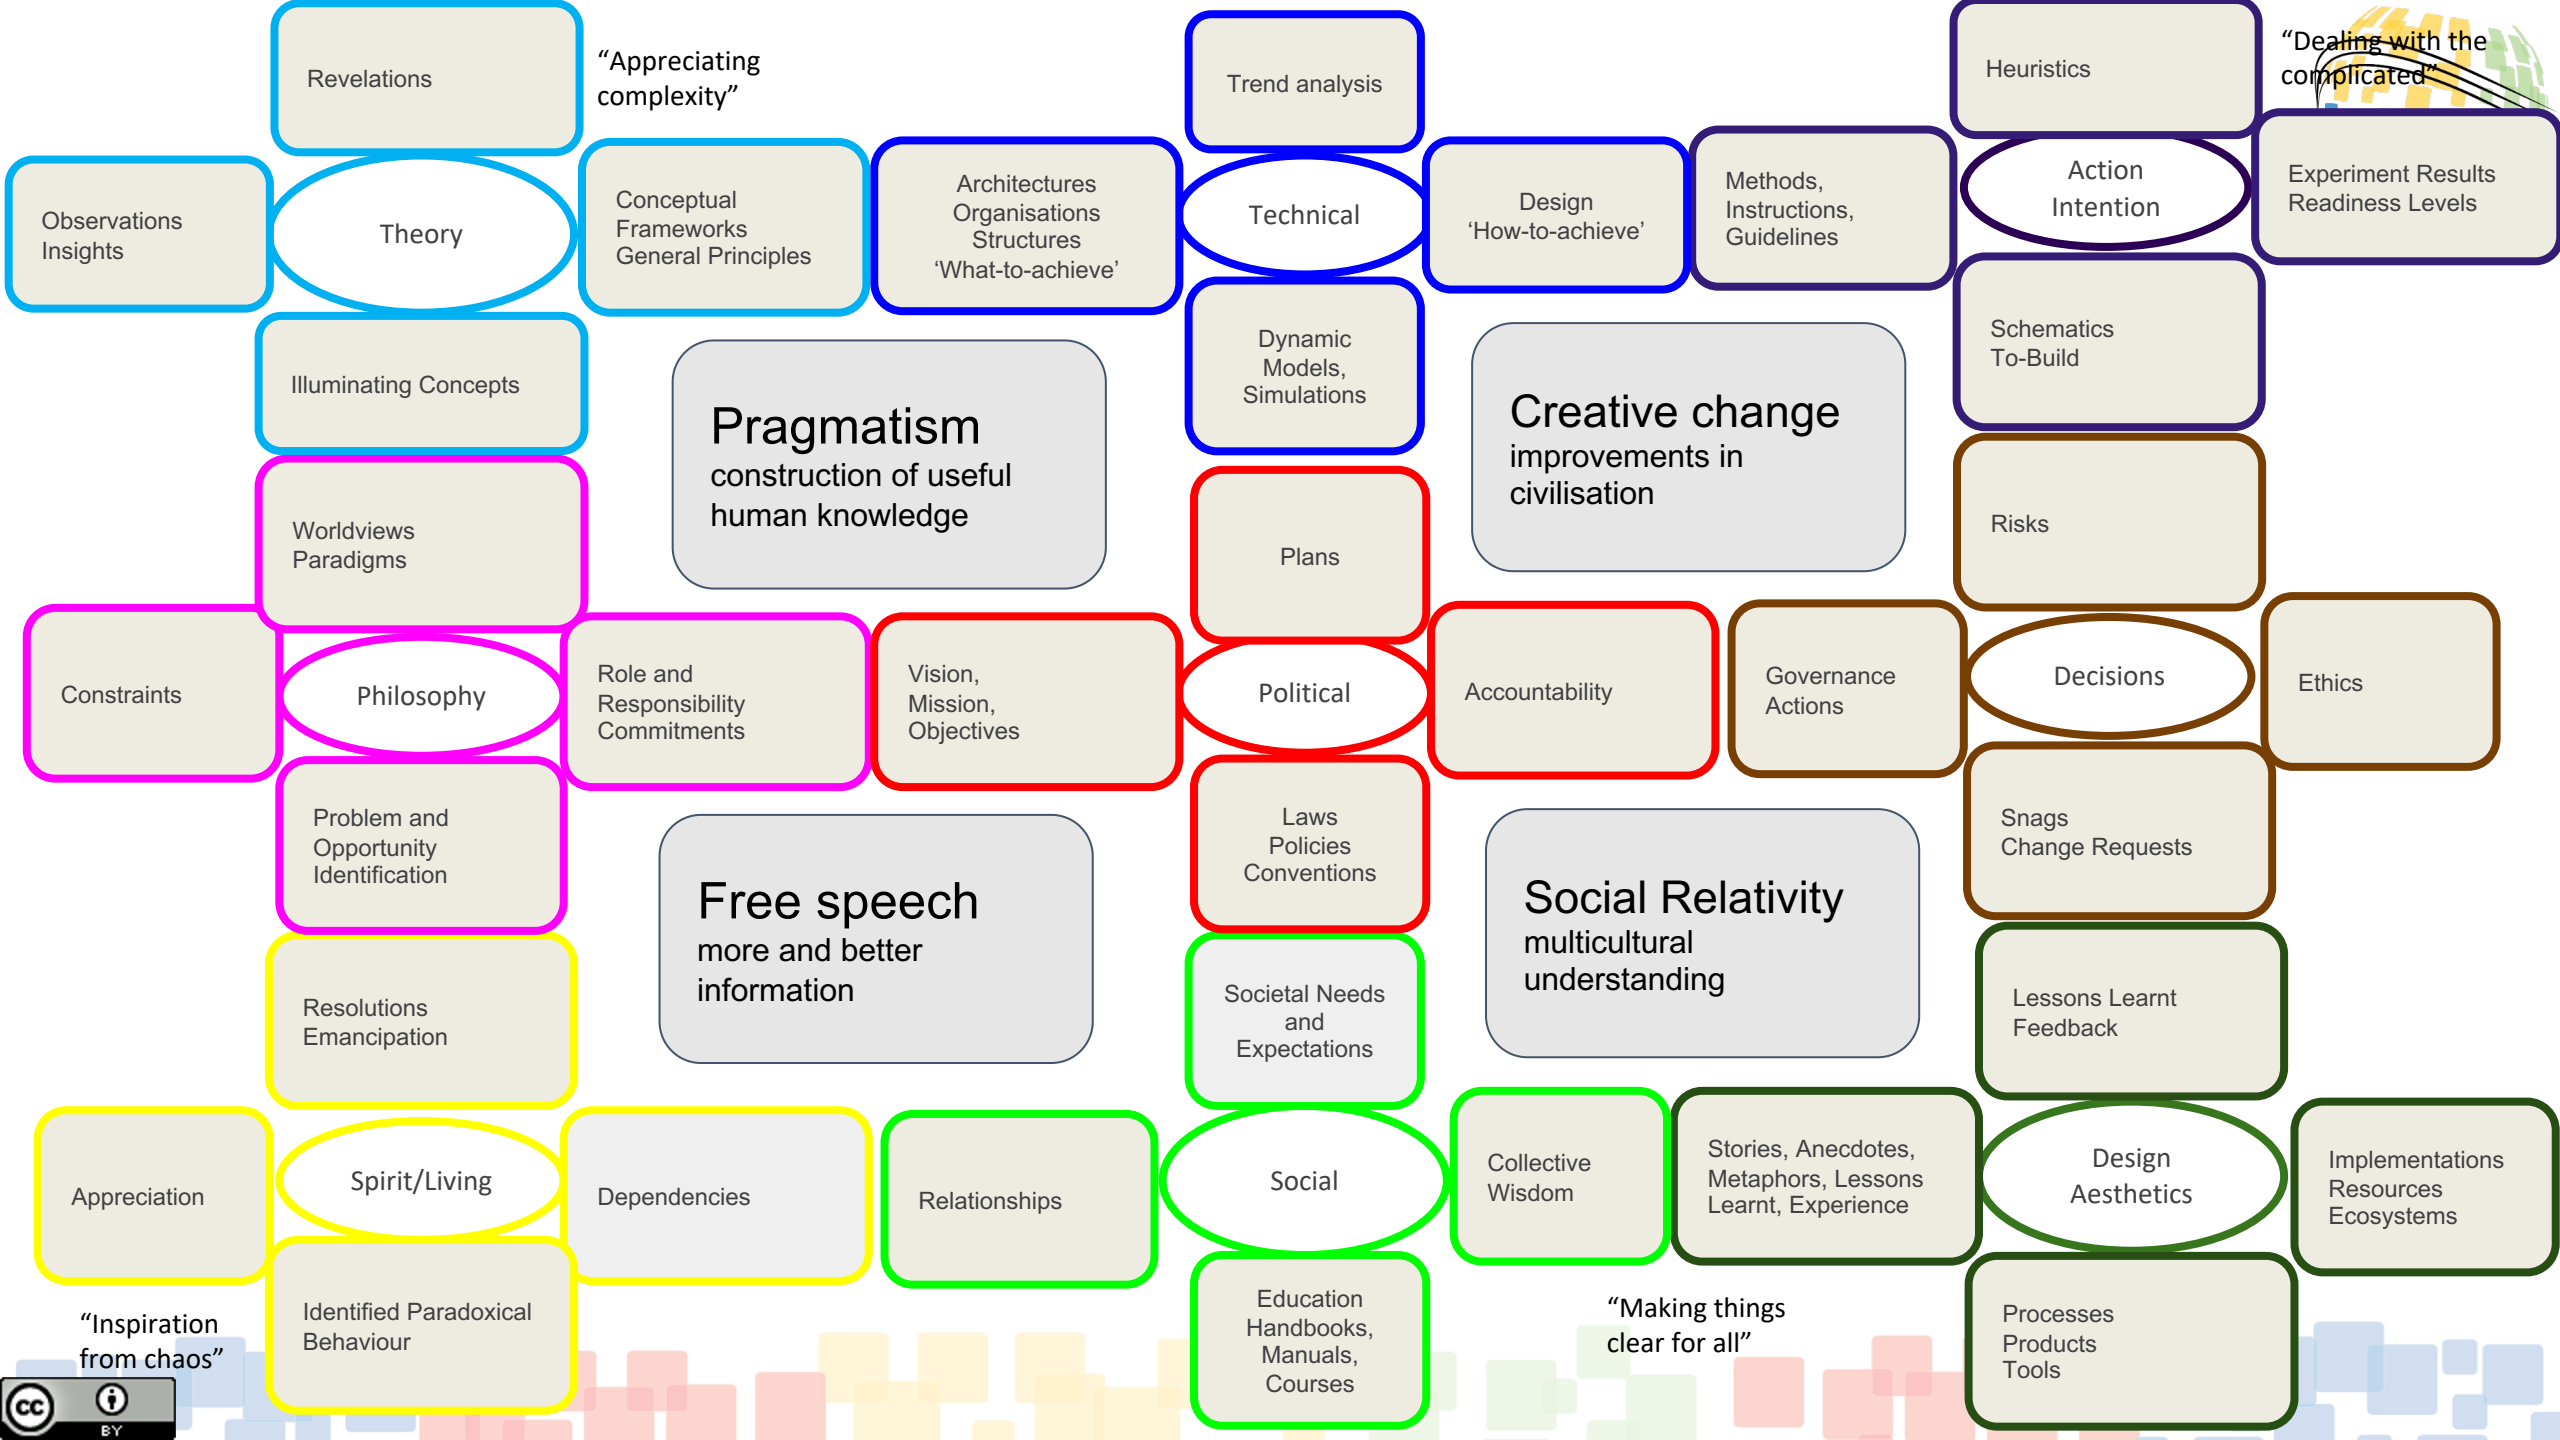 Revelations
“Appreciating
complexity”
Trend analysis
Heuristics
“Dealing with the
complicated”
Observations
Insights
Theory
Conceptual
Frameworks
General Principles
Architectures
Organisations
Structures
‘What-to-achieve’
Technical
Design
‘How-to-achieve’
Methods,
Instructions,
Guidelines
Action
Intention
Experiment Results
Readiness Levels
Illuminating Concepts
Dynamic
Models,
Simulations
Schematics
To-Build
Pragmatism
construction of useful
human knowledge
Creative change
improvements in
civilisation
Worldviews
Paradigms
Plans
Risks
Constraints
Philosophy
Role and
Responsibility
Commitments
Vision,
Mission,
Objectives
Political
Accountability
Governance
Actions
Decisions
Ethics
Problem and
Opportunity
Identification
Laws
Policies
Conventions
Snags
Change Requests
Free speech
more and better
information
Social Relativity
multicultural
understanding
Resolutions
Emancipation
Societal Needs
and
Expectations
Lessons Learnt
Feedback
Appreciation
Spirit/Living
Dependencies
Relationships
Social
Collective
Wisdom
Stories, Anecdotes,
Metaphors, Lessons
Learnt, Experience
Design
Aesthetics
Implementations
Resources
Ecosystems
“Inspiration
from chaos”
Identified Paradoxical
Behaviour
Education
Handbooks,
Manuals,
Courses
“Making things
clear for all”
Processes
Products
Tools
cc
BY